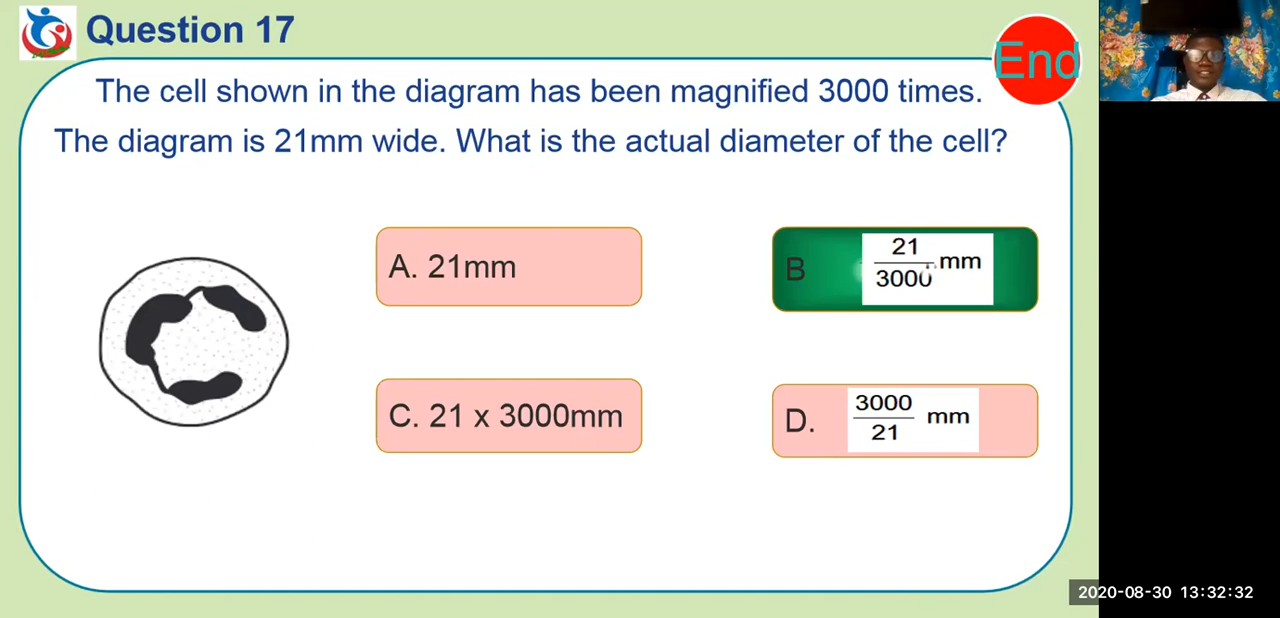 Question 17
End
The cell shown in the diagram has been magnified 3000 times.
The diagram is 21mm wide. What is the actual diameter of the cell?
A. 21mm
B
21
3000
mm
C. 21 x 3000mm
D.
3000
21
mm
2020-08-30 13:32:32